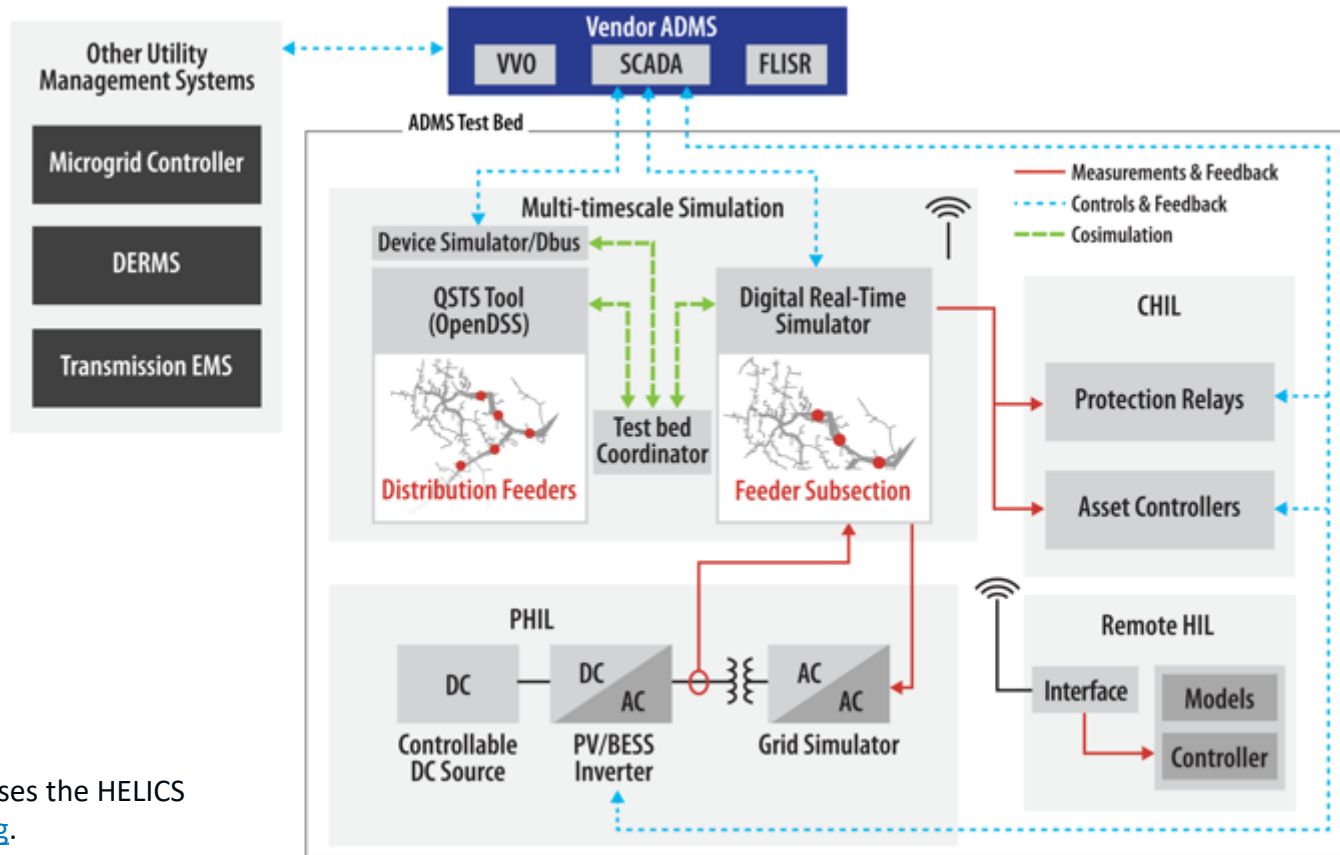 Other Utility
Management Systems
Microgrid Controller
DERMS
Transmission EMS
Vendor ADMS
VVO
SCADA
FLISR
ADMS Test Bed
Measurements & Feedback
Controls & Feedback
Cosimulation
Multi-timescale Simulation
Device Simulator/Dbus
QSTS Tool
(OpenDSS)
Distribution Feeders
Test bed
Coordinator
Digital Real-Time
Simulator
Feeder Subsection
CHIL
Protection Relays
Asset Controllers
PHIL
DC
Controllable
DC Source
DC
AC
PV/BESS
Inverter
AC
AC
Grid Simulator
Remote HIL
Interface
Models
Controller
ses the HELICS
g.